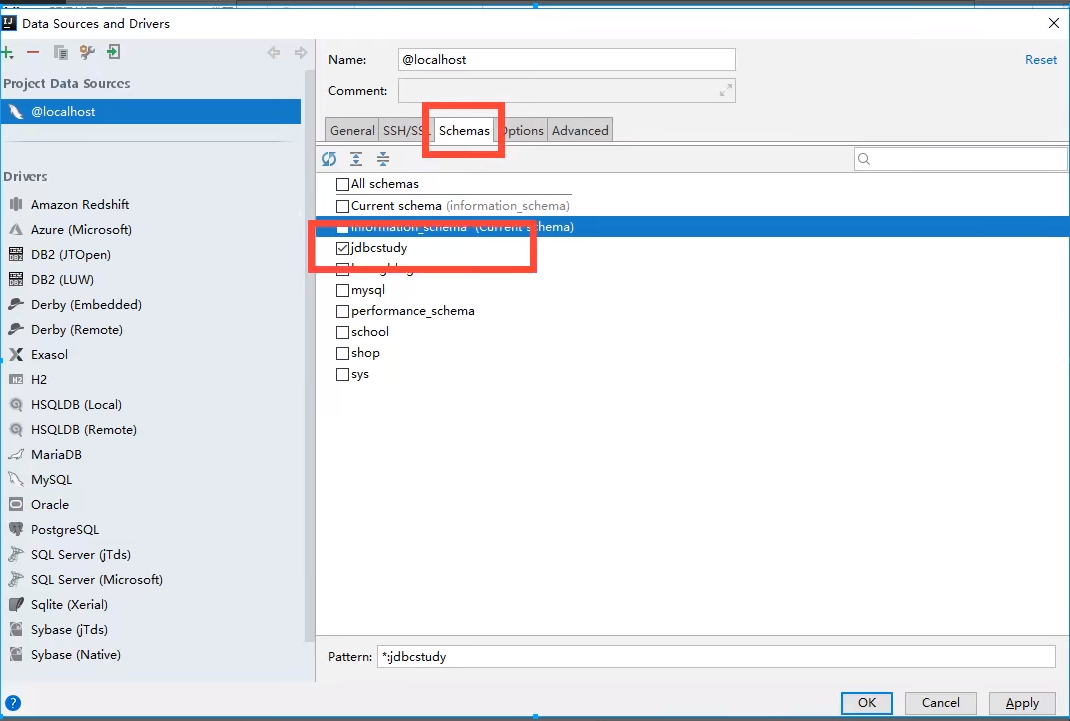 Data Sources and Drivers
Project Data Sources
@localhost
Drivers
Amazon Redshift
Azure (Microsoft)
DB2 (JTOpen)
DB2 (LUW)
Derby (Embedded)
Derby (Remote)
Exasol
H2
HSQLDB (Local)
HSQLDB (Remote)
MariaDB
MySQL
Oracle
PostgreSQL
SQL Server (jTds)
SQL Server (Microsoft)
Sqlite (Xerial)
Sybase (jTds)
Sybase (Native)
Name: @localhost Reset
Comment:
General SSH/SSL Schemas Options Advanced
All schemas
Current schema (information_schema)
information_schema (Current schema)
jdbcstudy
mysql
performance_schema
school
shop
sys
Pattern: *:jdbcstudy
? OK Cancel Apply